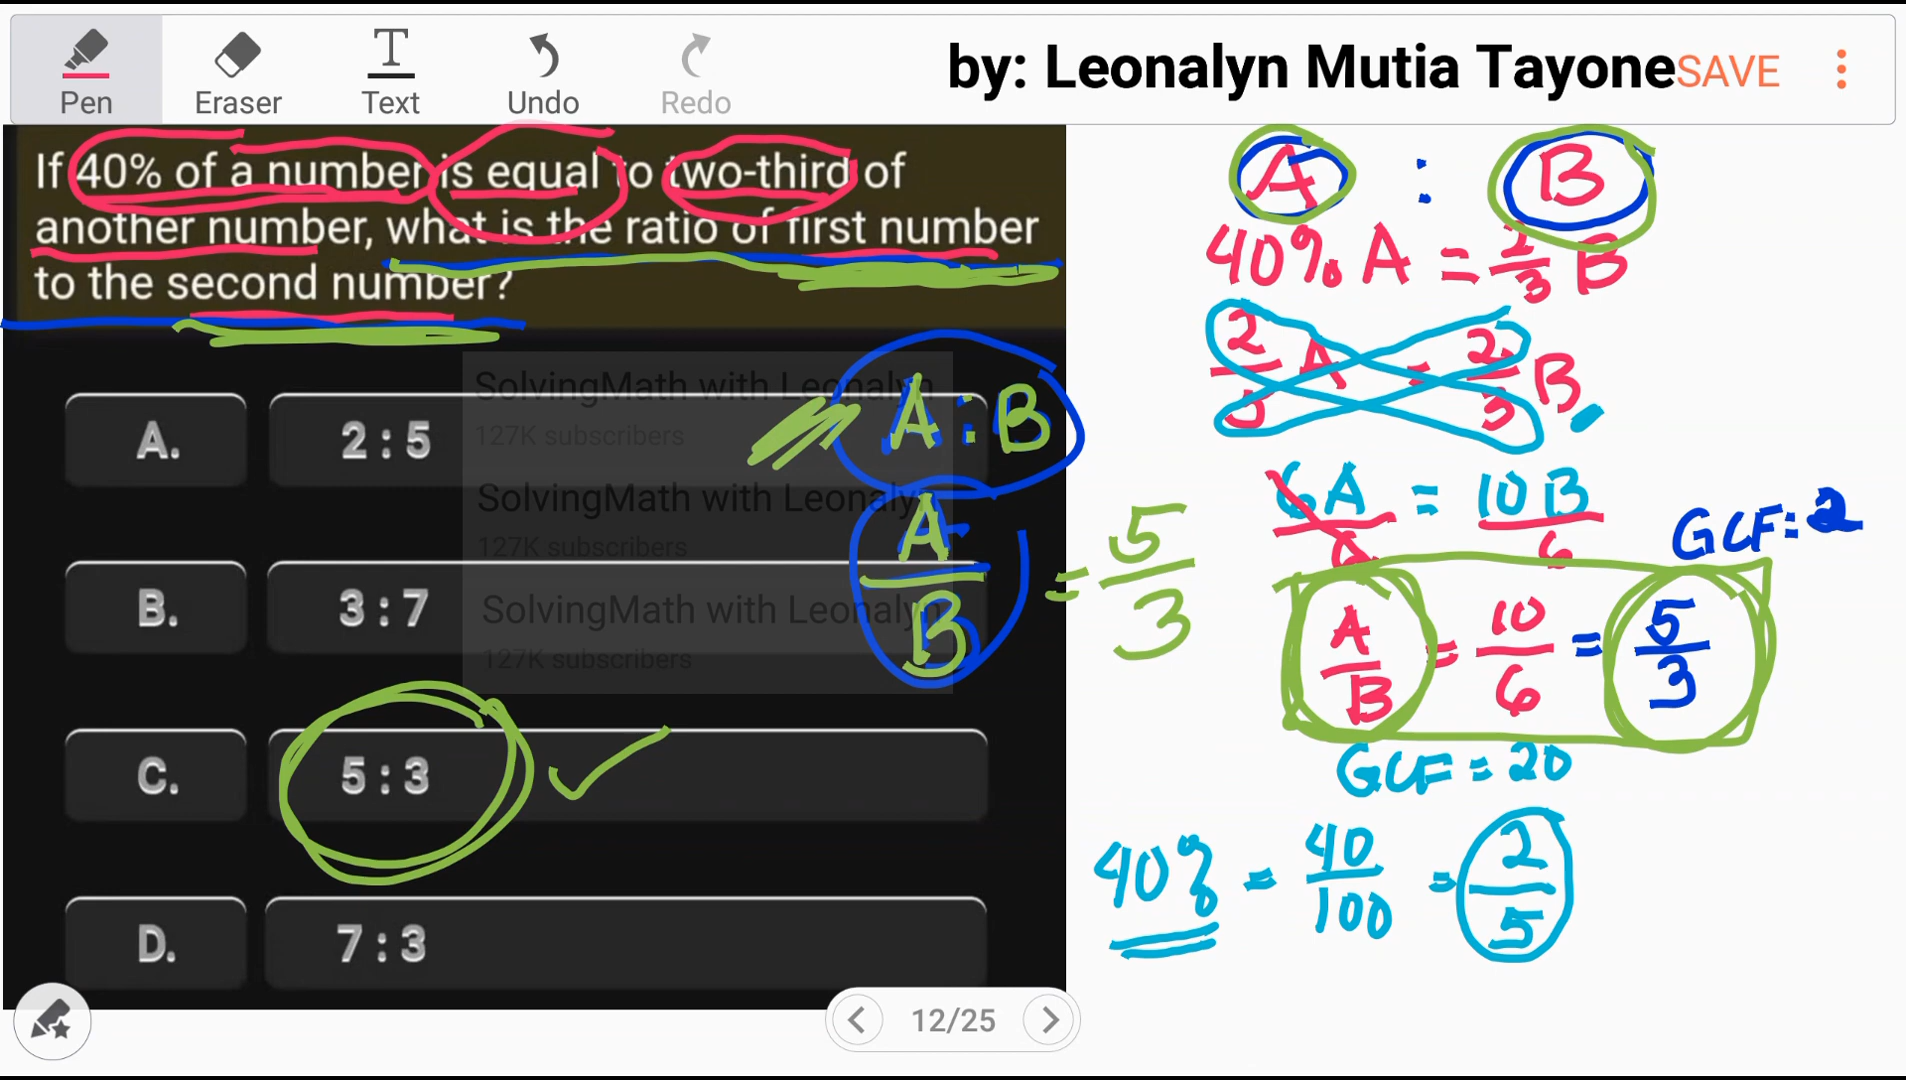 Pen
Eraser
Text
Undo
Redo
by: Leonalyn Mutia Tayone
SAVE
If 40% of a number is equal to two-third of
another number, what is the ratio of first number
to the second number?
A. 2 : 5
B. 3 : 7
C. 5 : 3
D. 7 : 3
SolvingMath with Leonalyn
127K subscribers
SolvingMath with Leonalyn
127K subscribers
SolvingMath with Leonalyn
127K subscribers
A : B
A/B = 5/3
A : B
40% A = 2/3 B
2/5 A = 2/3 B
6A/6 = 10B/6
GCF = 2
A/B = 10/6 = 5/3
GCF = 20
40% = 40/100 = 2/5
12/25